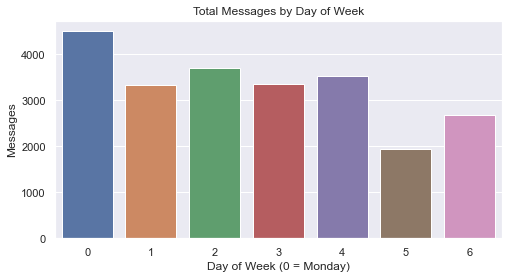 Total Messages by Day of Week
4000
3000
2000
1000
0
Messages
0 1 2 3 4 5 6
Day of Week (0 = Monday)